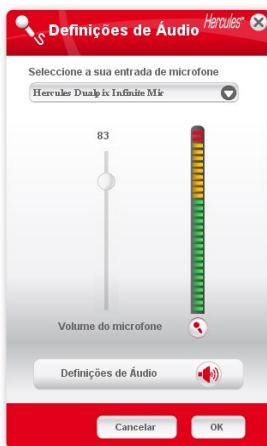 Definições de Áudio
Hercules®
Seleccione a sua entrada de microfone
Hercules Dualpix Infinite Mic
83
Volume do microfone
Definições de Áudio
Cancelar
OK